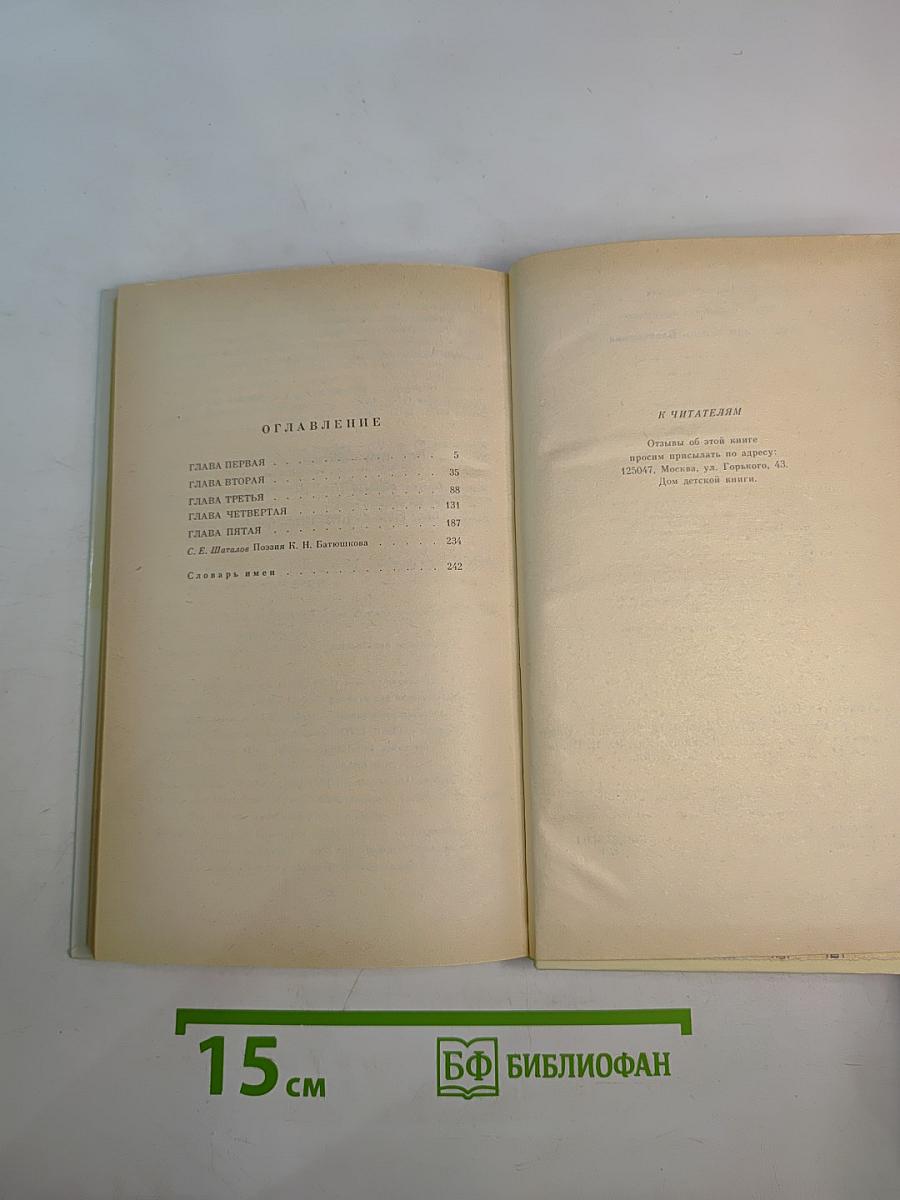 ОГЛАВЛЕНИЕ
ГЛАВА ПЕРВАЯ . . . . . . . . . . . . . 5
ГЛАВА ВТОРАЯ . . . . . . . . . . . . . 35
ГЛАВА ТРЕТЬЯ . . . . . . . . . . . . . 88
ГЛАВА ЧЕТВЕРТАЯ . . . . . . . . . . . 131
ГЛАВА ПЯТАЯ . . . . . . . . . . . . . 187
С. Е. Шаталов Поэзия К. Н. Батюшкова . . . . . 234
Словарь имен . . . . . . . . . . . . 242
К ЧИТАТЕЛЯМ
Отзывы об этой книге
просим присылать по адресу:
125047, Москва, ул. Горького, 43.
Дом детской книги.
15 см
БФ БИБЛИОФАН